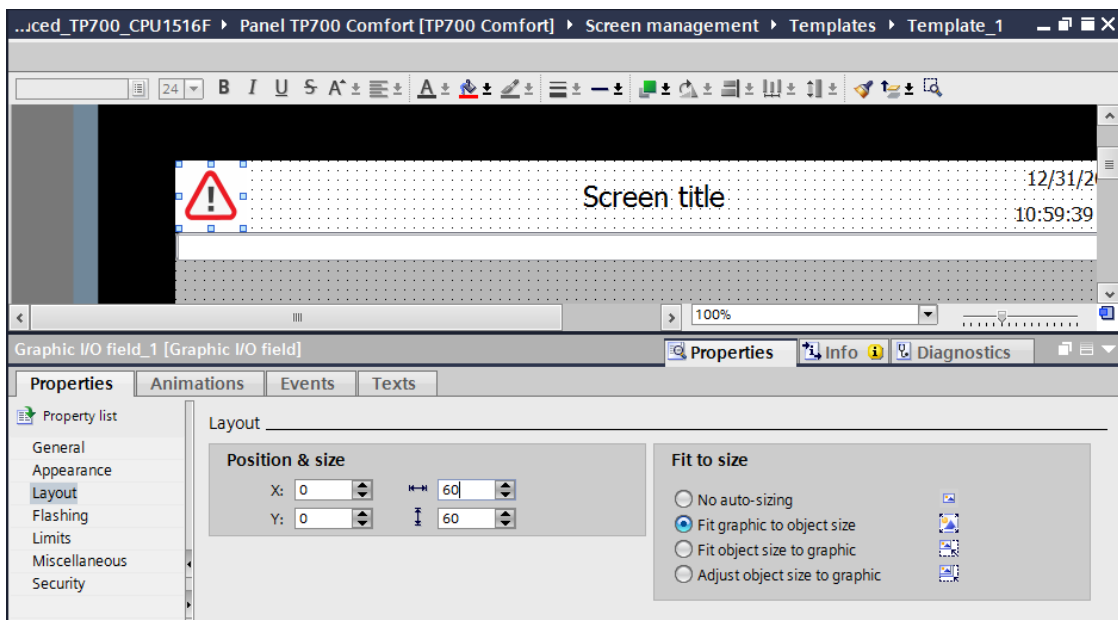 ...ced_TP700_CPU1516F ▸ Panel TP700 Comfort [TP700 Comfort] ▸ Screen management ▸ Templates ▸ Template_1
24 B I U S A
12/31/2
Screen title
10:59:39
100%
Graphic I/O field_1 [Graphic I/O field] Properties Info Diagnostics
Properties Animations Events Texts
Property list
Layout
General
Appearance
Layout
Flashing
Limits
Miscellaneous
Security
Position & size
X: 0 60
Y: 0 60
Fit to size
No auto-sizing
Fit graphic to object size
Fit object size to graphic
Adjust object size to graphic